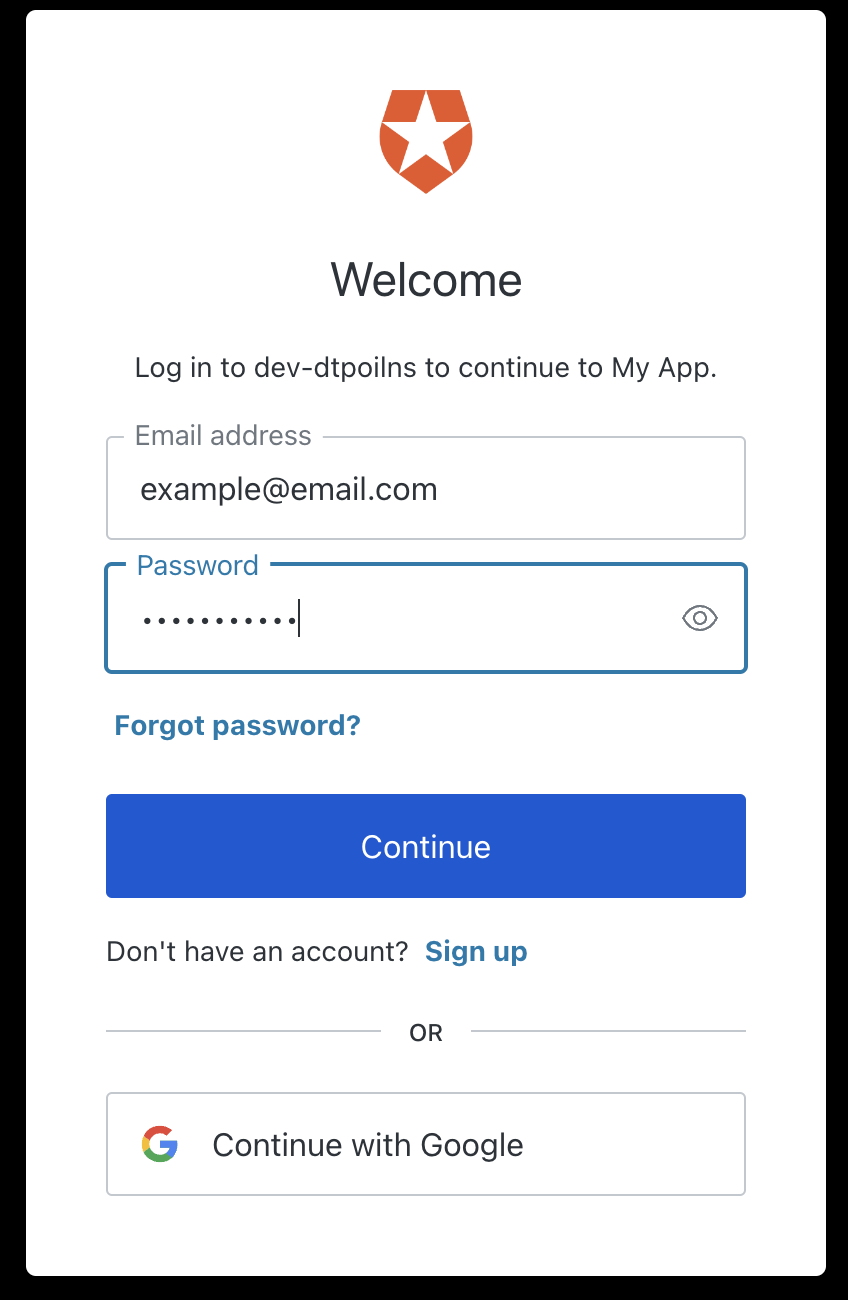 Welcome
Log in to dev-dtpoilns to continue to My App.
Email address
example@email.com
Password
•••••••••••
Forgot password?
Continue
Don't have an account? Sign up
OR
Continue with Google